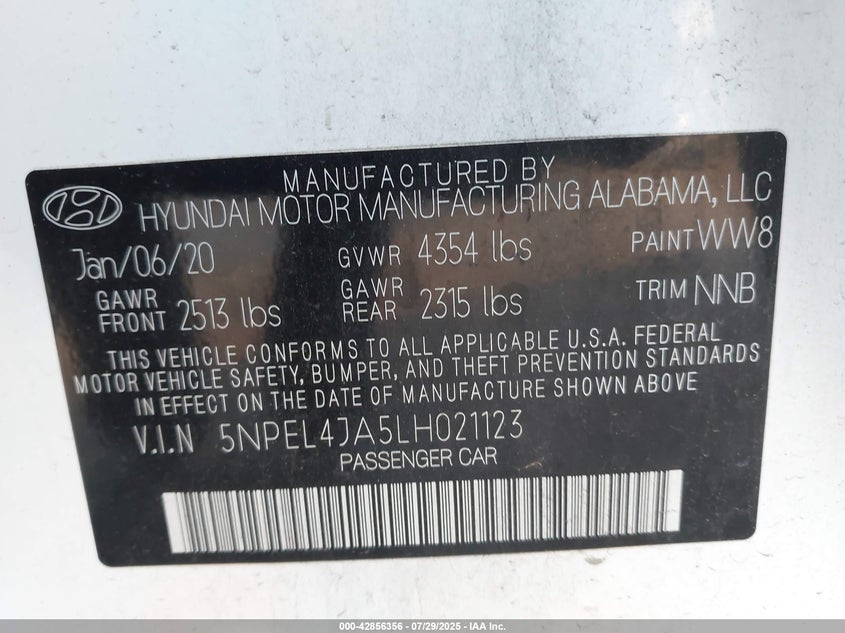 MANUFACTURED BY
HYUNDAI MOTOR MANUFACTURING ALABAMA, LLC
Jan/06/20 GVWR 4354 lbs PAINT WW8
GAWR FRONT 2513 lbs GAWR REAR 2315 lbs TRIM NNB
THIS VEHICLE CONFORMS TO ALL APPLICABLE U.S.A. FEDERAL
MOTOR VEHICLE SAFETY, BUMPER, AND THEFT PREVENTION STANDARDS
IN EFFECT ON THE DATE OF MANUFACTURE SHOWN ABOVE
V.I.N 5NPEL4JA5LH021123
PASSENGER CAR
000-42856356 - 07/29/2025 - IAA Inc.